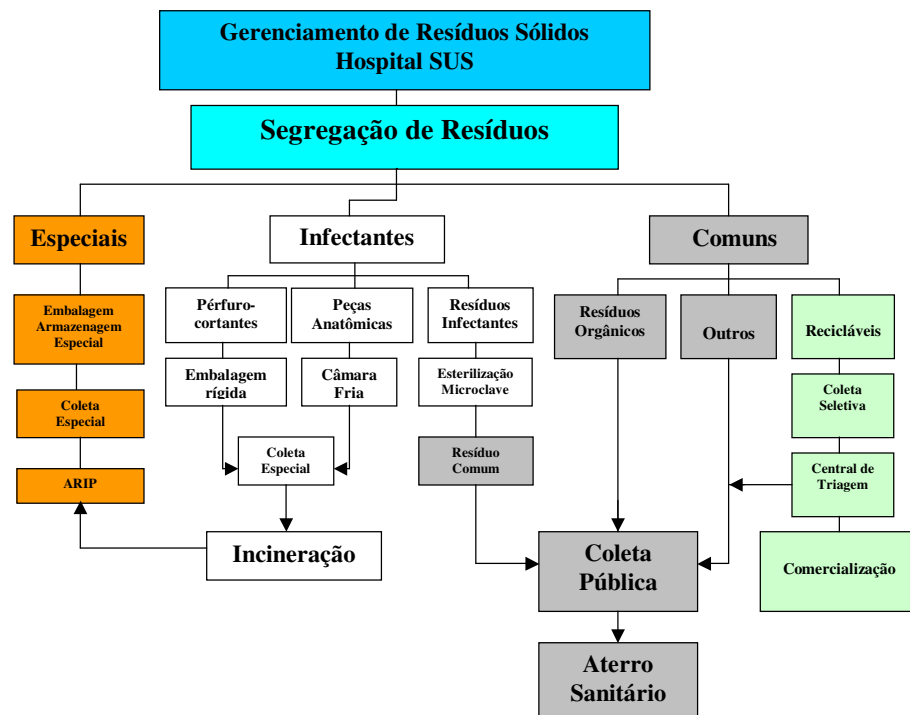 Gerenciamento de Resíduos Sólidos
Hospital SUS
Segregação de Resíduos
Especiais
Infectantes
Comuns
Embalagem
Armazenagem
Especial
Pérfuro-
cortantes
Peças
Anatômicas
Resíduos
Infectantes
Resíduos
Orgânicos
Outros
Recicláveis
Embalagem
rígida
Câmara
Fria
Esterilização
Microclave
Coleta
Seletiva
Coleta
Especial
Coleta
Especial
Resíduo
Comum
Central de
Triagem
ARIP
Incineração
Coleta
Pública
Comercialização
Aterro
Sanitário